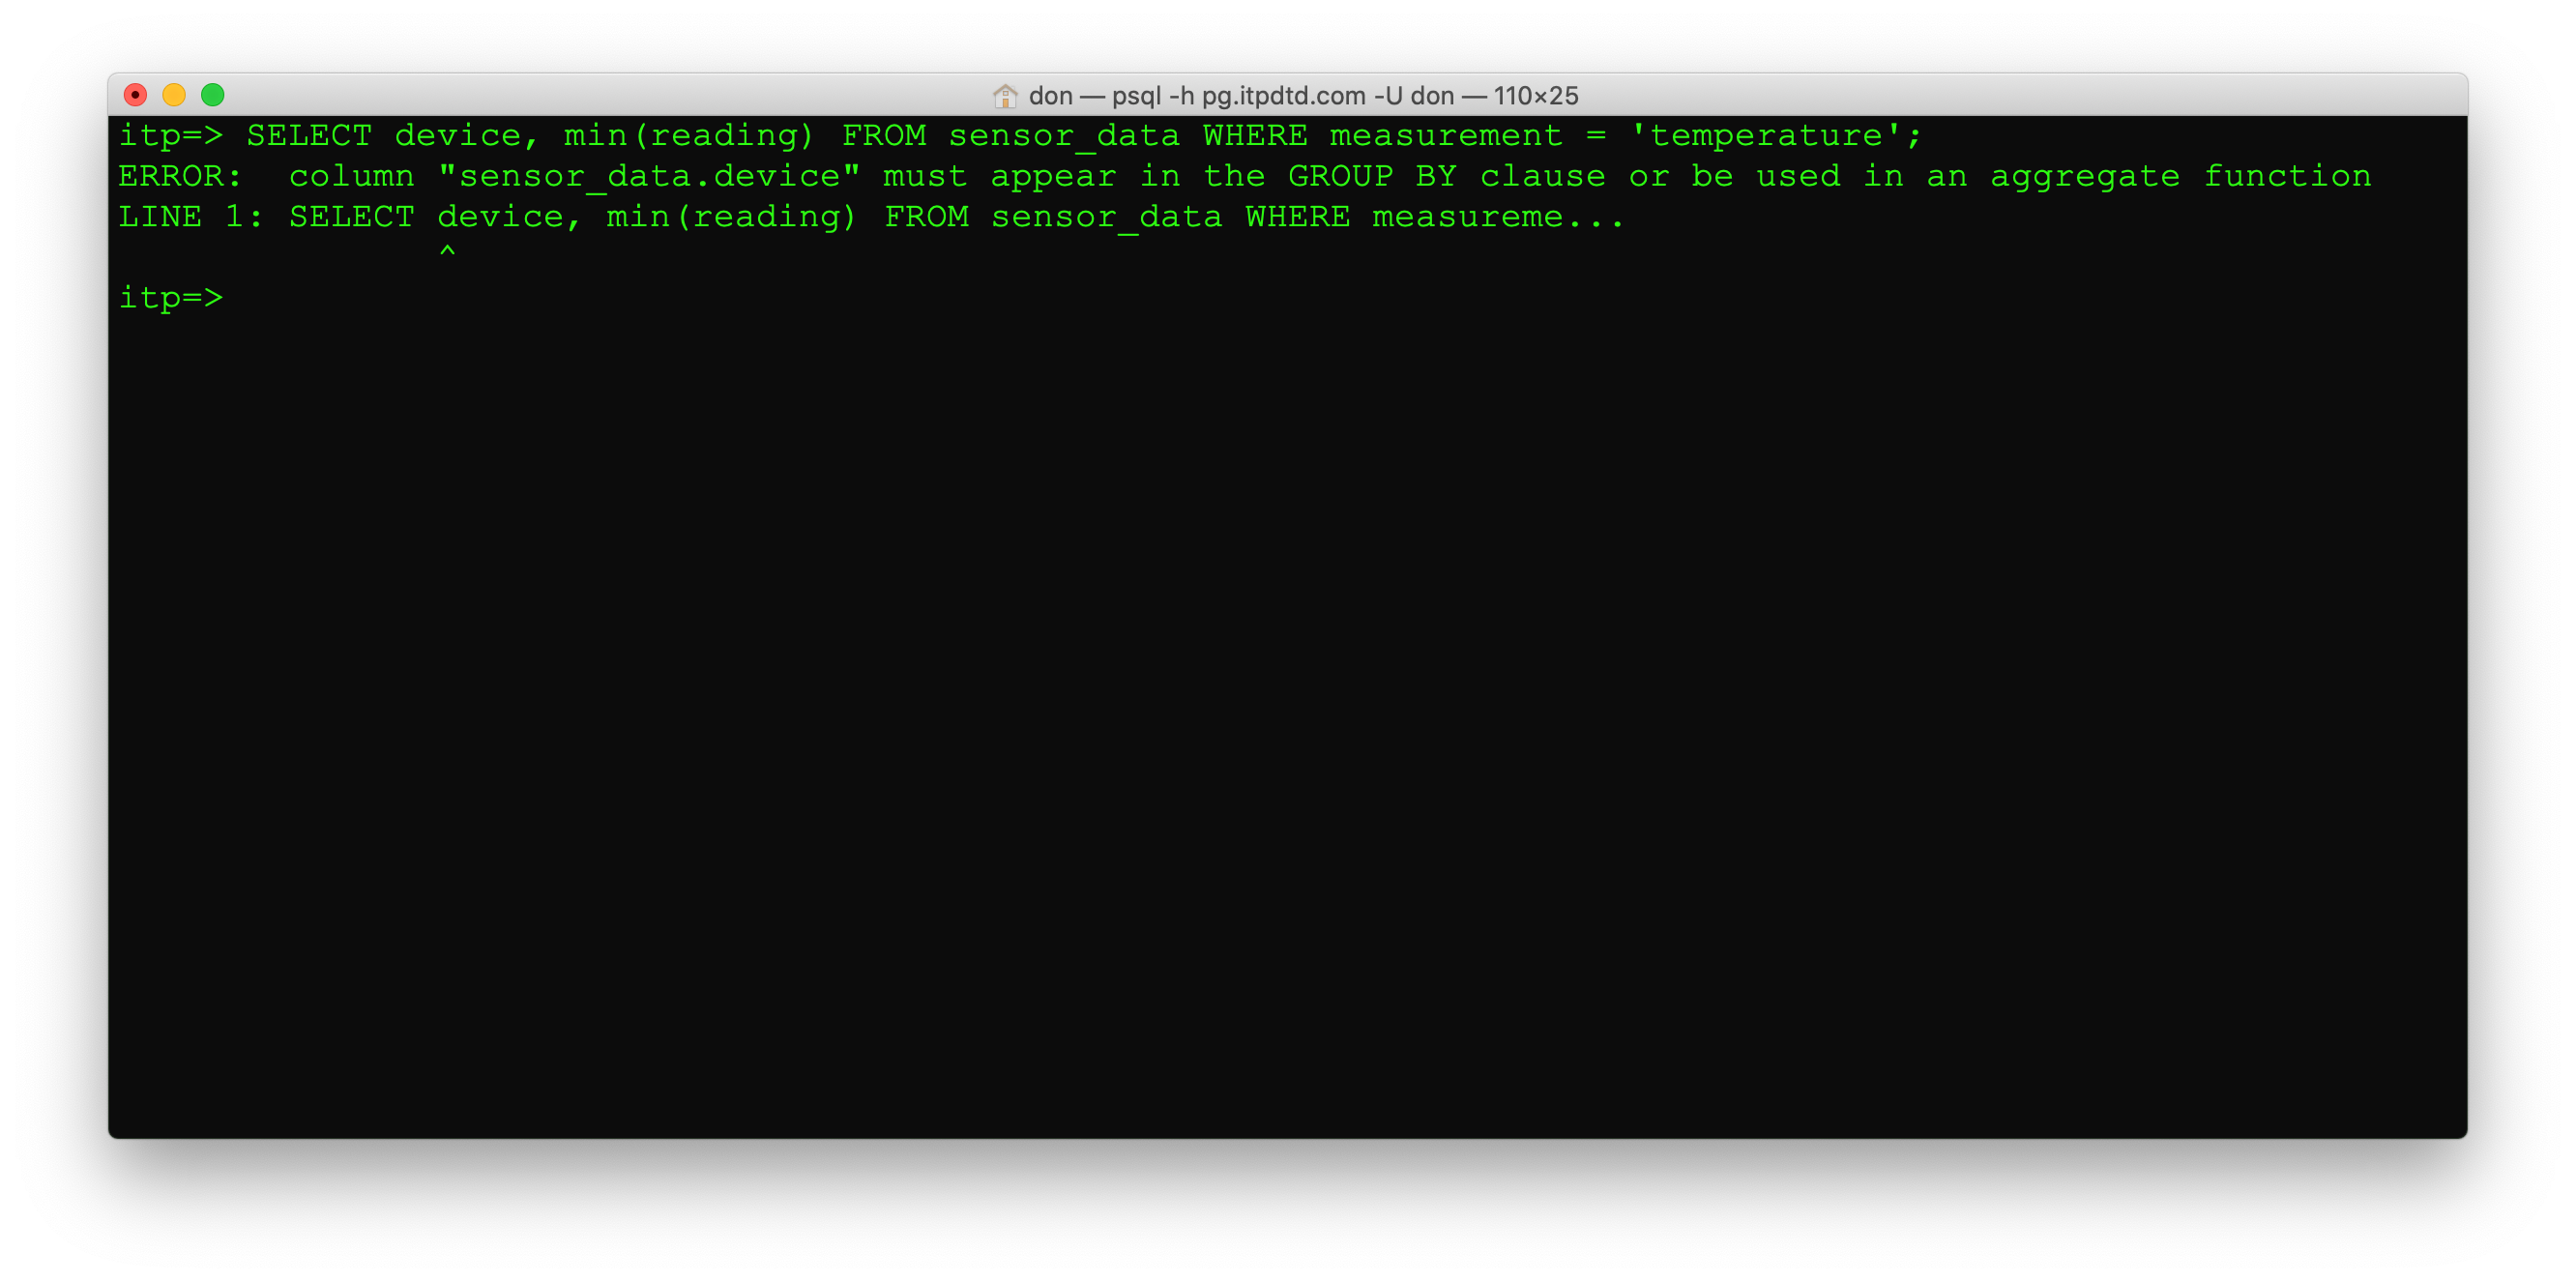 don — psql -h pg.itpdtd.com -U don — 110×25
itp=> SELECT device, min(reading) FROM sensor_data WHERE measurement = 'temperature';
ERROR:  column "sensor_data.device" must appear in the GROUP BY clause or be used in an aggregate function
LINE 1: SELECT device, min(reading) FROM sensor_data WHERE measureme...
               ^
itp=>